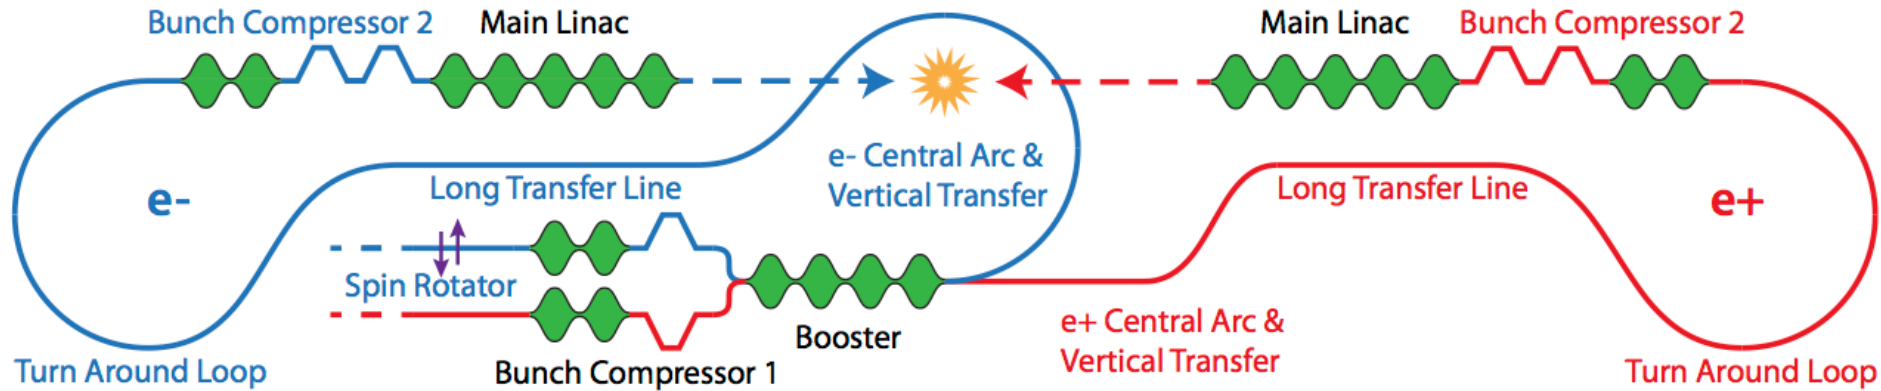 Bunch Compressor 2
Main Linac
Main Linac
Bunch Compressor 2
e- Central Arc &
Vertical Transfer
Long Transfer Line
Long Transfer Line
e-
e+
Spin Rotator
Booster
e+ Central Arc &
Vertical Transfer
Turn Around Loop
Bunch Compressor 1
Turn Around Loop